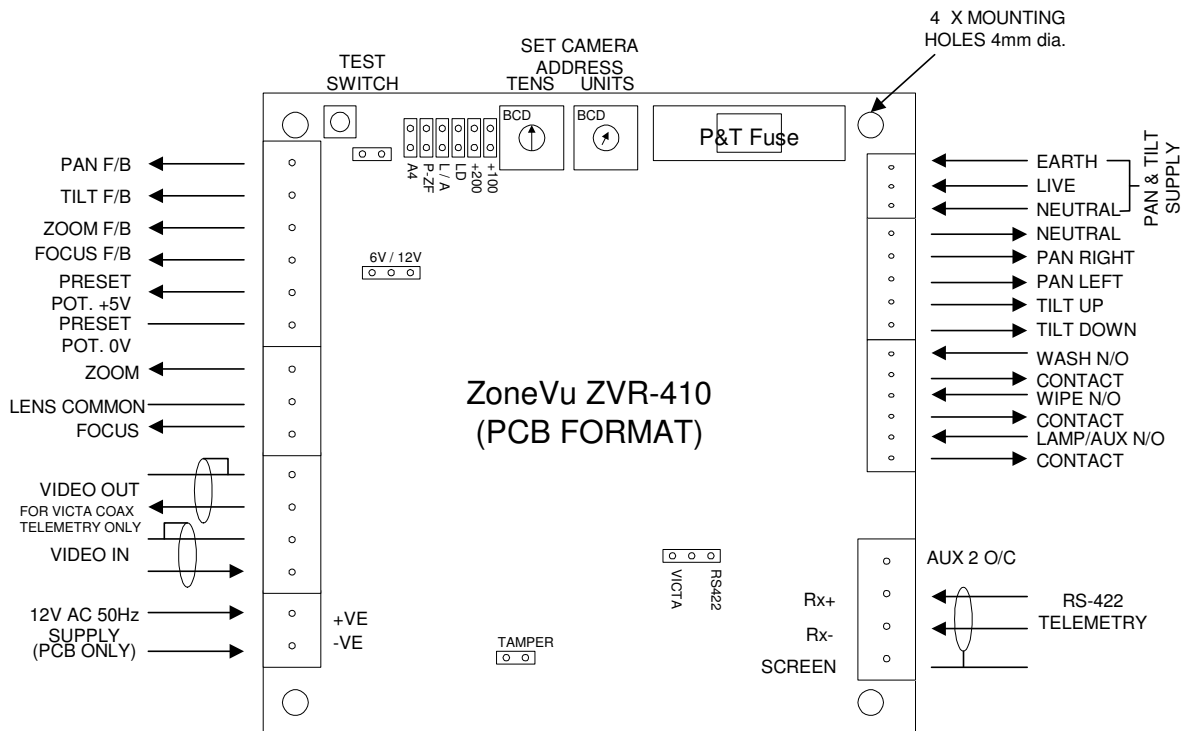 4 X MOUNTING
HOLES 4mm dia.
SET CAMERA
ADDRESS
TENS UNITS
TEST
SWITCH
BCD
BCD
P&T Fuse
A4
P-ZF
L / A
LD
+200
+100
6V / 12V
PAN F/B
TILT F/B
ZOOM F/B
FOCUS F/B
PRESET
POT. +5V
PRESET
POT. 0V
ZOOM
LENS COMMON
FOCUS
VIDEO OUT
FOR VICTA COAX
TELEMETRY ONLY
VIDEO IN
12V AC 50Hz
SUPPLY
(PCB ONLY)
+VE
-VE
ZoneVu ZVR-410
(PCB FORMAT)
TAMPER
VICTA
RS422
EARTH
LIVE
NEUTRAL
PAN & TILT
SUPPLY
NEUTRAL
PAN RIGHT
PAN LEFT
TILT UP
TILT DOWN
WASH N/O
CONTACT
WIPE N/O
CONTACT
LAMP/AUX N/O
CONTACT
AUX 2 O/C
Rx+
Rx-
SCREEN
RS-422
TELEMETRY